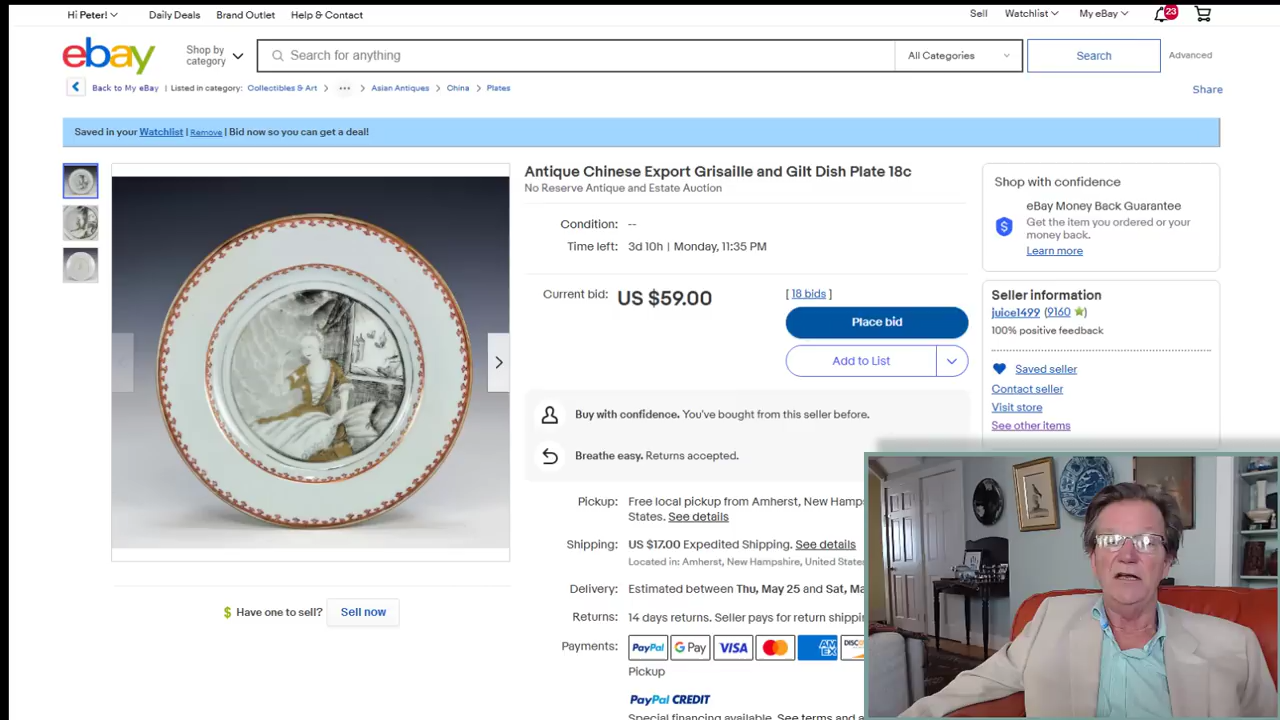 Hi Peter! Daily Deals Brand Outlet Help & Contact Sell Watchlist My eBay 23
ebay Shop by category Search for anything All Categories Search Advanced
Back to My eBay | Listed in category: Collectibles & Art > ... > Asian Antiques > China > Plates Share
Saved in your Watchlist | Remove | Bid now so you can get a deal!
Antique Chinese Export Grisaille and Gilt Dish Plate 18c
No Reserve Antique and Estate Auction
Condition: --
Time left: 3d 10h | Monday, 11:35 PM
Current bid: US $59.00 [ 18 bids ]
Place bid
Add to List
Buy with confidence. You've bought from this seller before.
Breathe easy. Returns accepted.
Pickup: Free local pickup from Amherst, New Hamp
States. See details
Shipping: US $17.00 Expedited Shipping. See details
Located in: Amherst, New Hampshire, United State
Delivery: Estimated between Thu, May 25 and Sat, Ma
Returns: 14 days returns. Seller pays for return shippi
Payments: PayPal G Pay VISA AM EX DISC
Pickup
PayPal CREDIT
Special financing available. See terms and a
$ Have one to sell? Sell now
Shop with confidence
eBay Money Back Guarantee
$ Get the item you ordered or your
money back.
Learn more
Seller information
juice1499 (9160 )
100% positive feedback
Saved seller
Contact seller
Visit store
See other items